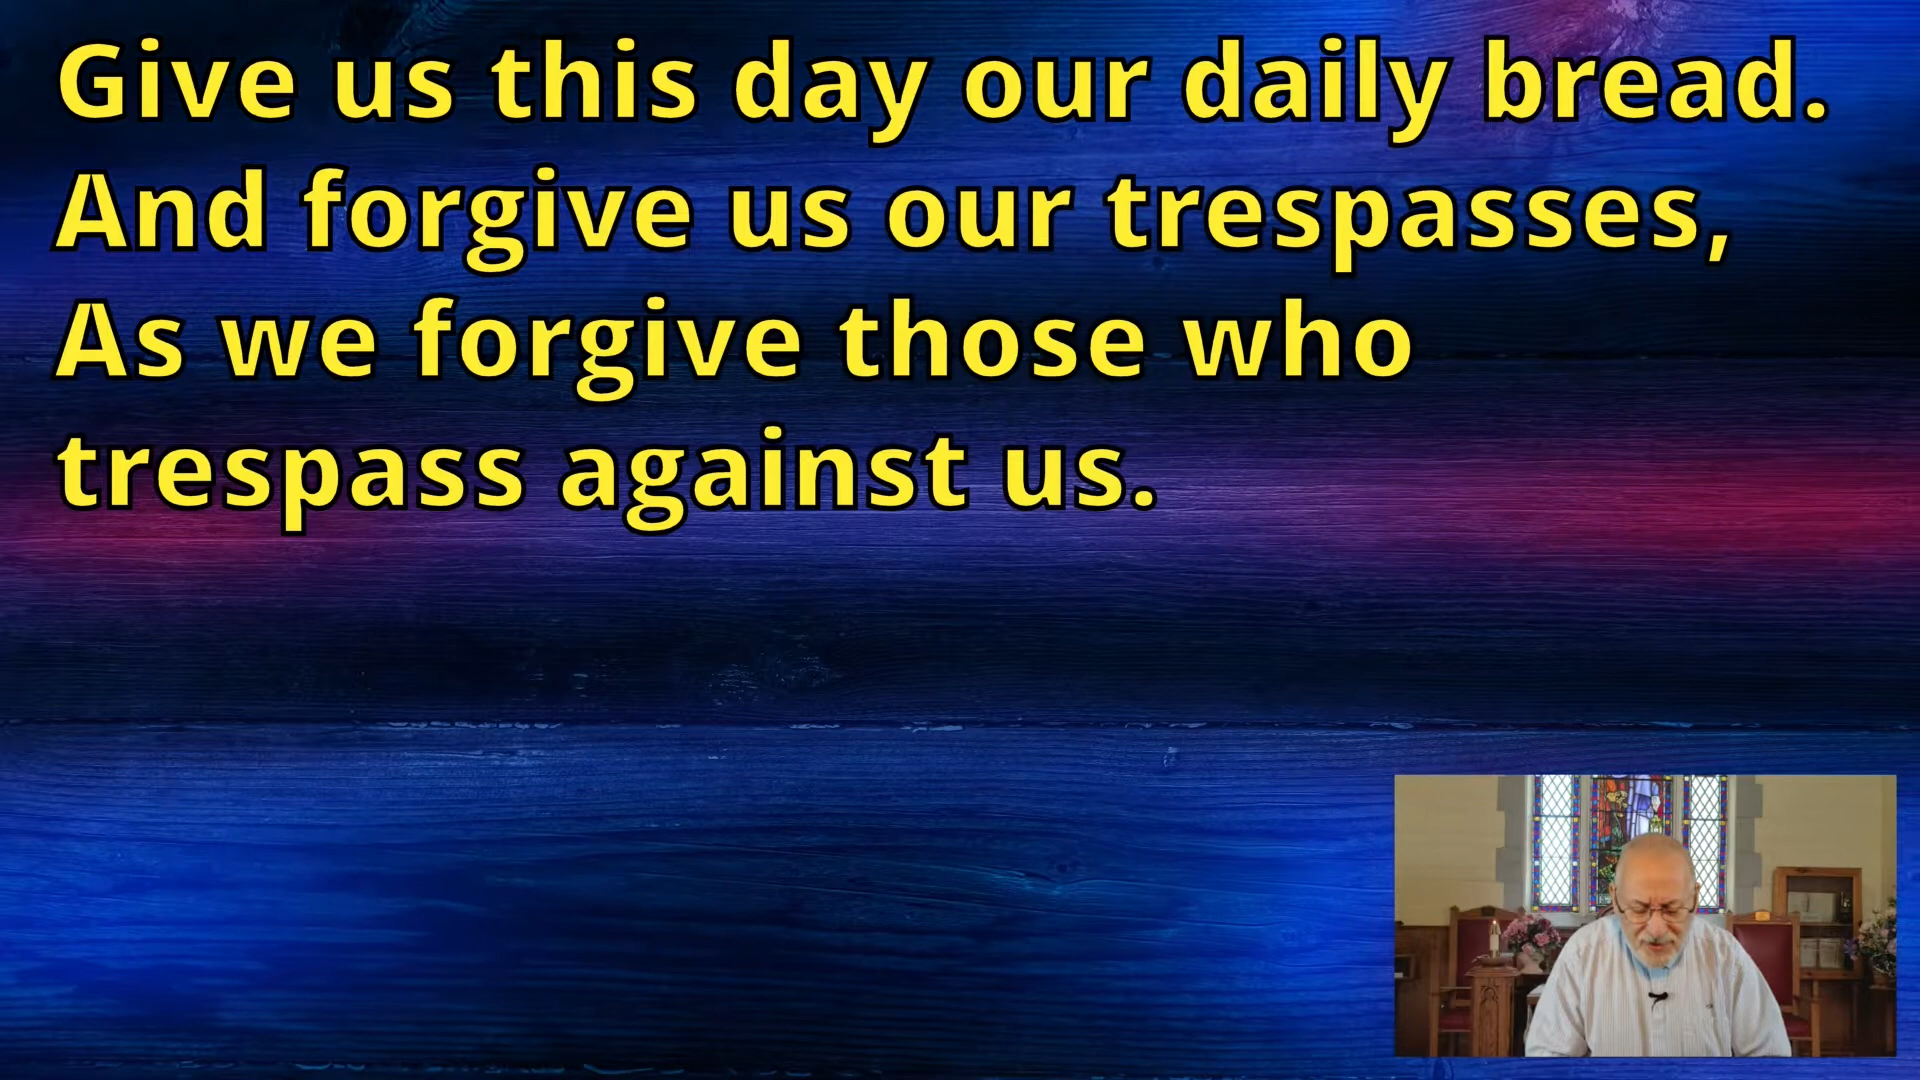 Give us this day our daily bread.
And forgive us our trespasses,
As we forgive those who
trespass against us.